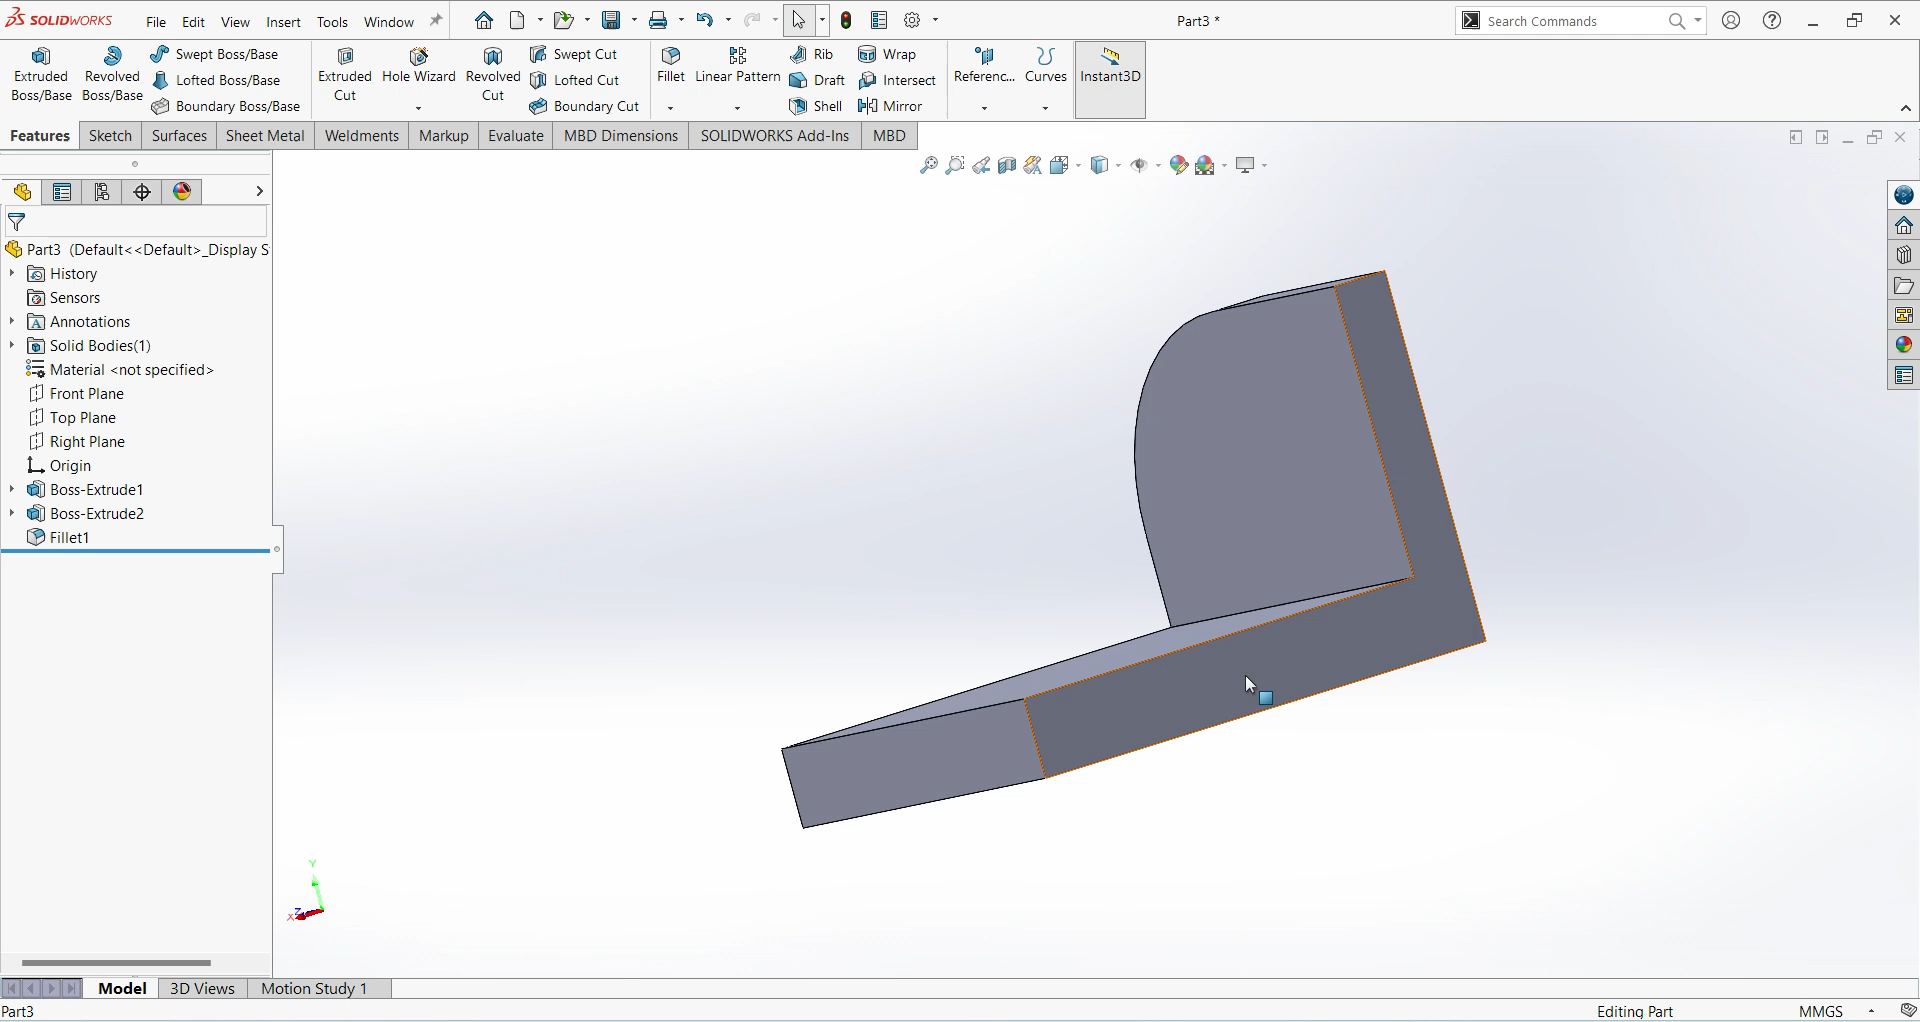 SOLIDWORKS File Edit View Insert Tools Window Part3 * Search Commands
Extruded Boss/Base
Revolved Boss/Base
Swept Boss/Base
Lofted Boss/Base
Boundary Boss/Base
Extruded Cut
Hole Wizard
Revolved Cut
Swept Cut
Lofted Cut
Boundary Cut
Fillet
Linear Pattern
Rib
Draft
Shell
Wrap
Intersect
Mirror
Referenc...
Curves
Instant3D
Features Sketch Surfaces Sheet Metal Weldments Markup Evaluate MBD Dimensions SOLIDWORKS Add-Ins MBD
Part3 (Default<<Default>_Display S
History
Sensors
Annotations
Solid Bodies(1)
Material <not specified>
Front Plane
Top Plane
Right Plane
Origin
Boss-Extrude1
Boss-Extrude2
Fillet1
Y
Z
X
Model 3D Views Motion Study 1
Part3 Editing Part MMGS